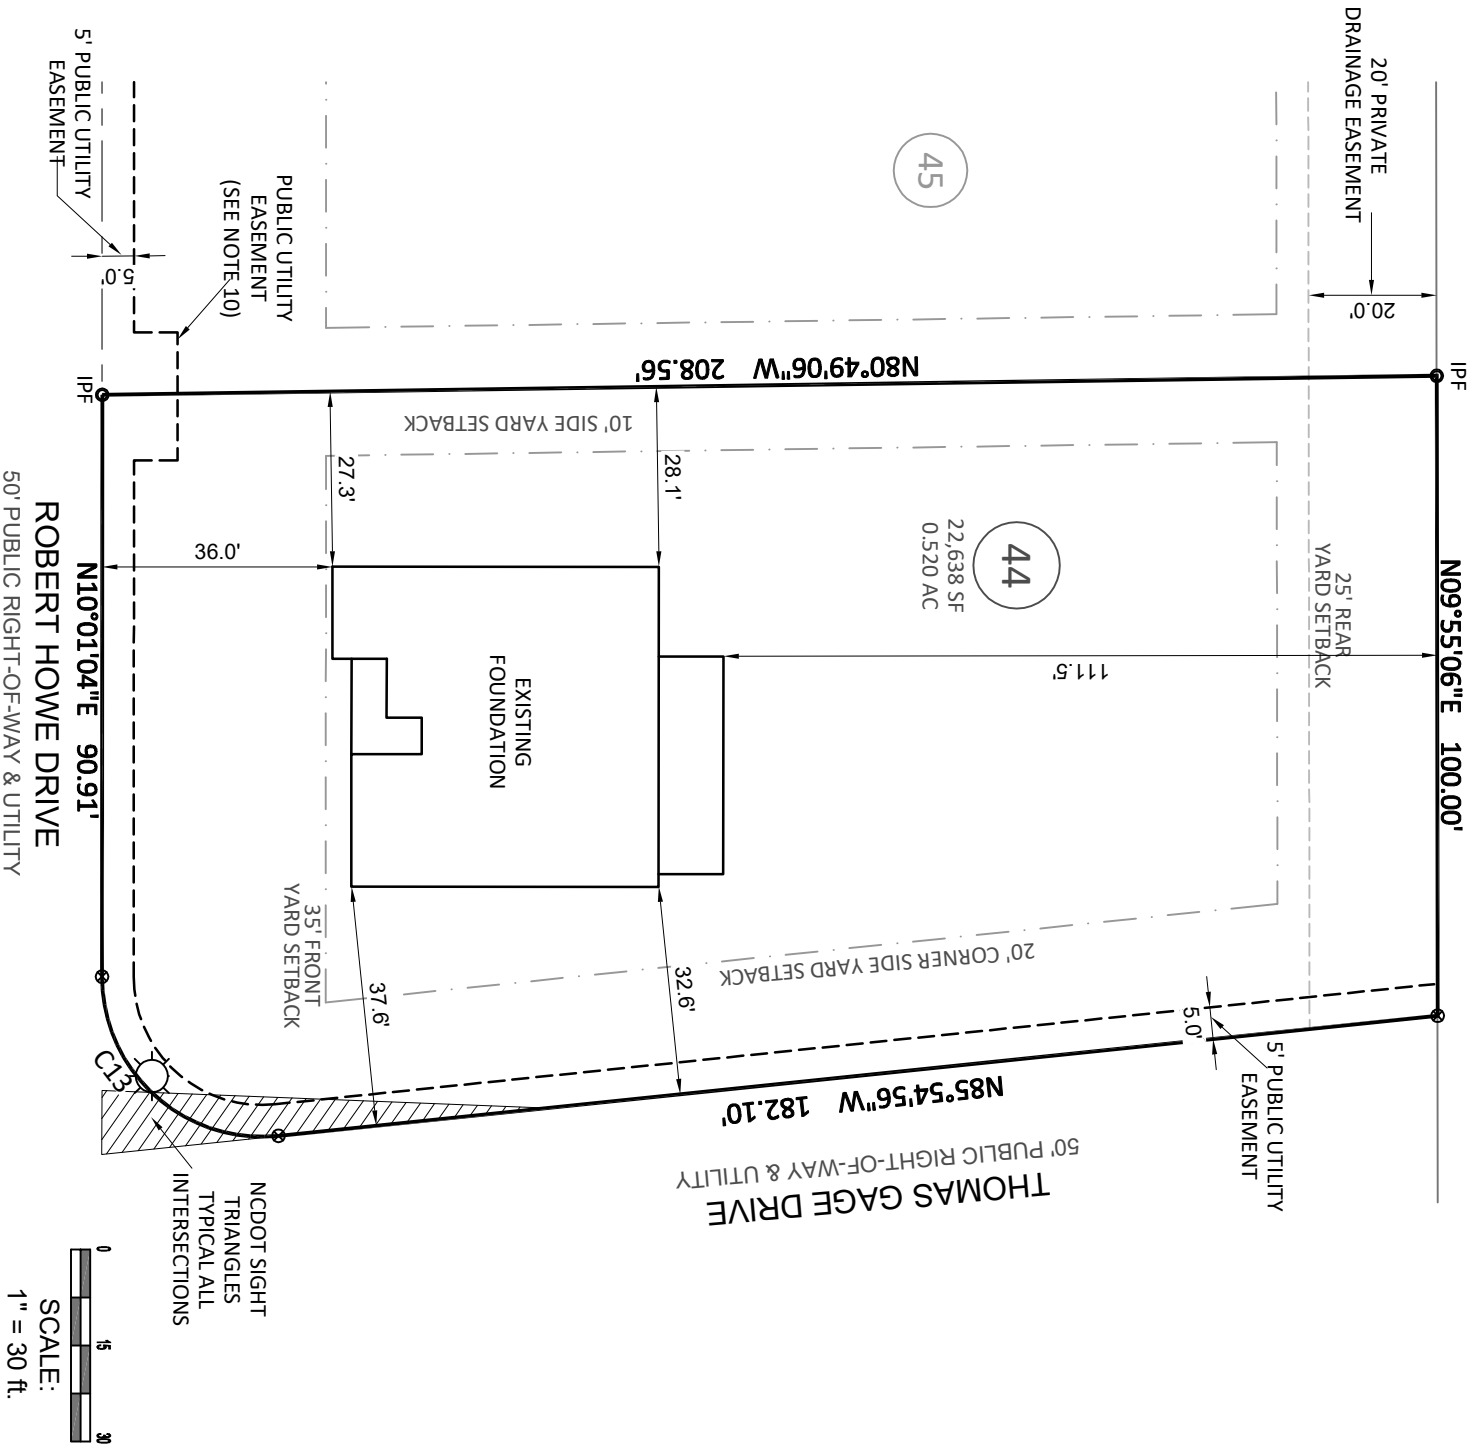 20' PRIVATE
DRAINAGE EASEMENT
20.0'
5' PUBLIC UTILITY
EASEMENT
5.0'
PUBLIC UTILITY
EASEMENT
(SEE NOTE 10)
45
IPF
IPF
N80°49'06"W 208.56'
10' SIDE YARD SETBACK
27.3'
28.1'
36.0'
44
22,638 SF
0.520 AC
25' REAR
YARD SETBACK
N09°55'06"E 100.00'
111.5'
EXISTING
FOUNDATION
N10°01'04"E 90.91'
ROBERT HOWE DRIVE
50' PUBLIC RIGHT-OF-WAY & UTILITY
35' FRONT
YARD SETBACK
20' CORNER SIDE YARD SETBACK
37.6'
32.6'
5.0'
5' PUBLIC UTILITY
EASEMENT
C13
N85°54'56"W 182.10'
50' PUBLIC RIGHT-OF-WAY & UTILITY
THOMAS GAGE DRIVE
NCDOT SIGHT
TRIANGLES
TYPICAL ALL
INTERSECTIONS
0 15 30
SCALE:
1" = 30 ft.